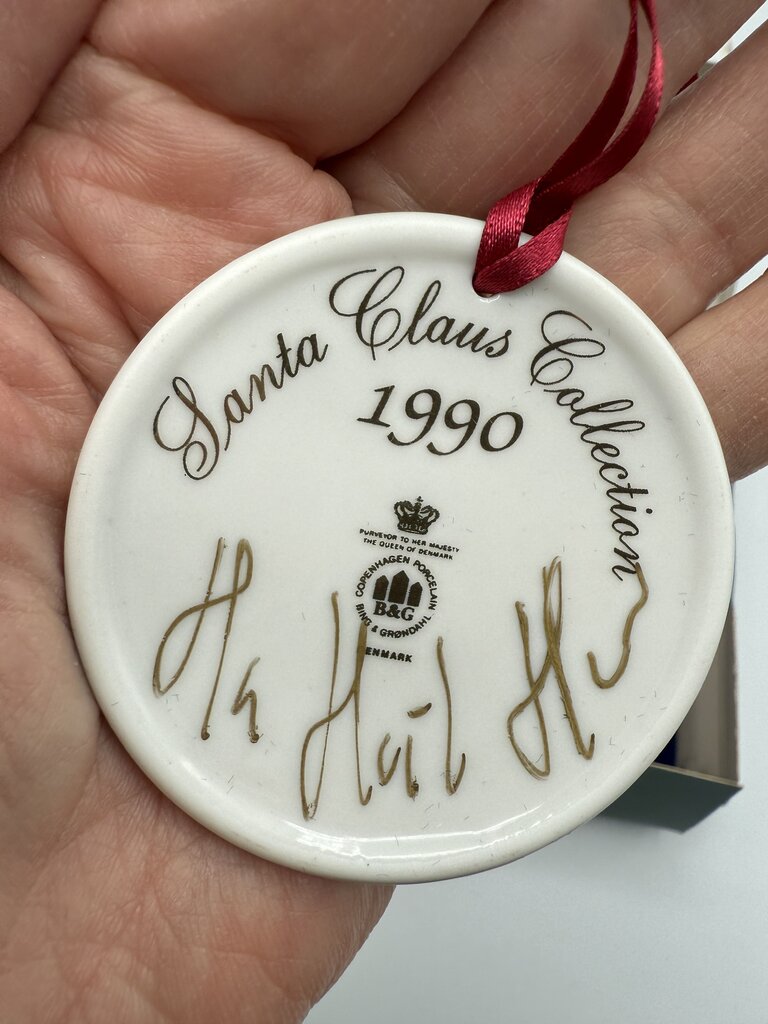 Santa Claus Collection
1990
PURVEYOR TO HER MAJESTY
THE QUEEN OF DENMARK
COPENHAGEN PORCELAIN
B&G
BING & GRØNDAHL
DENMARK